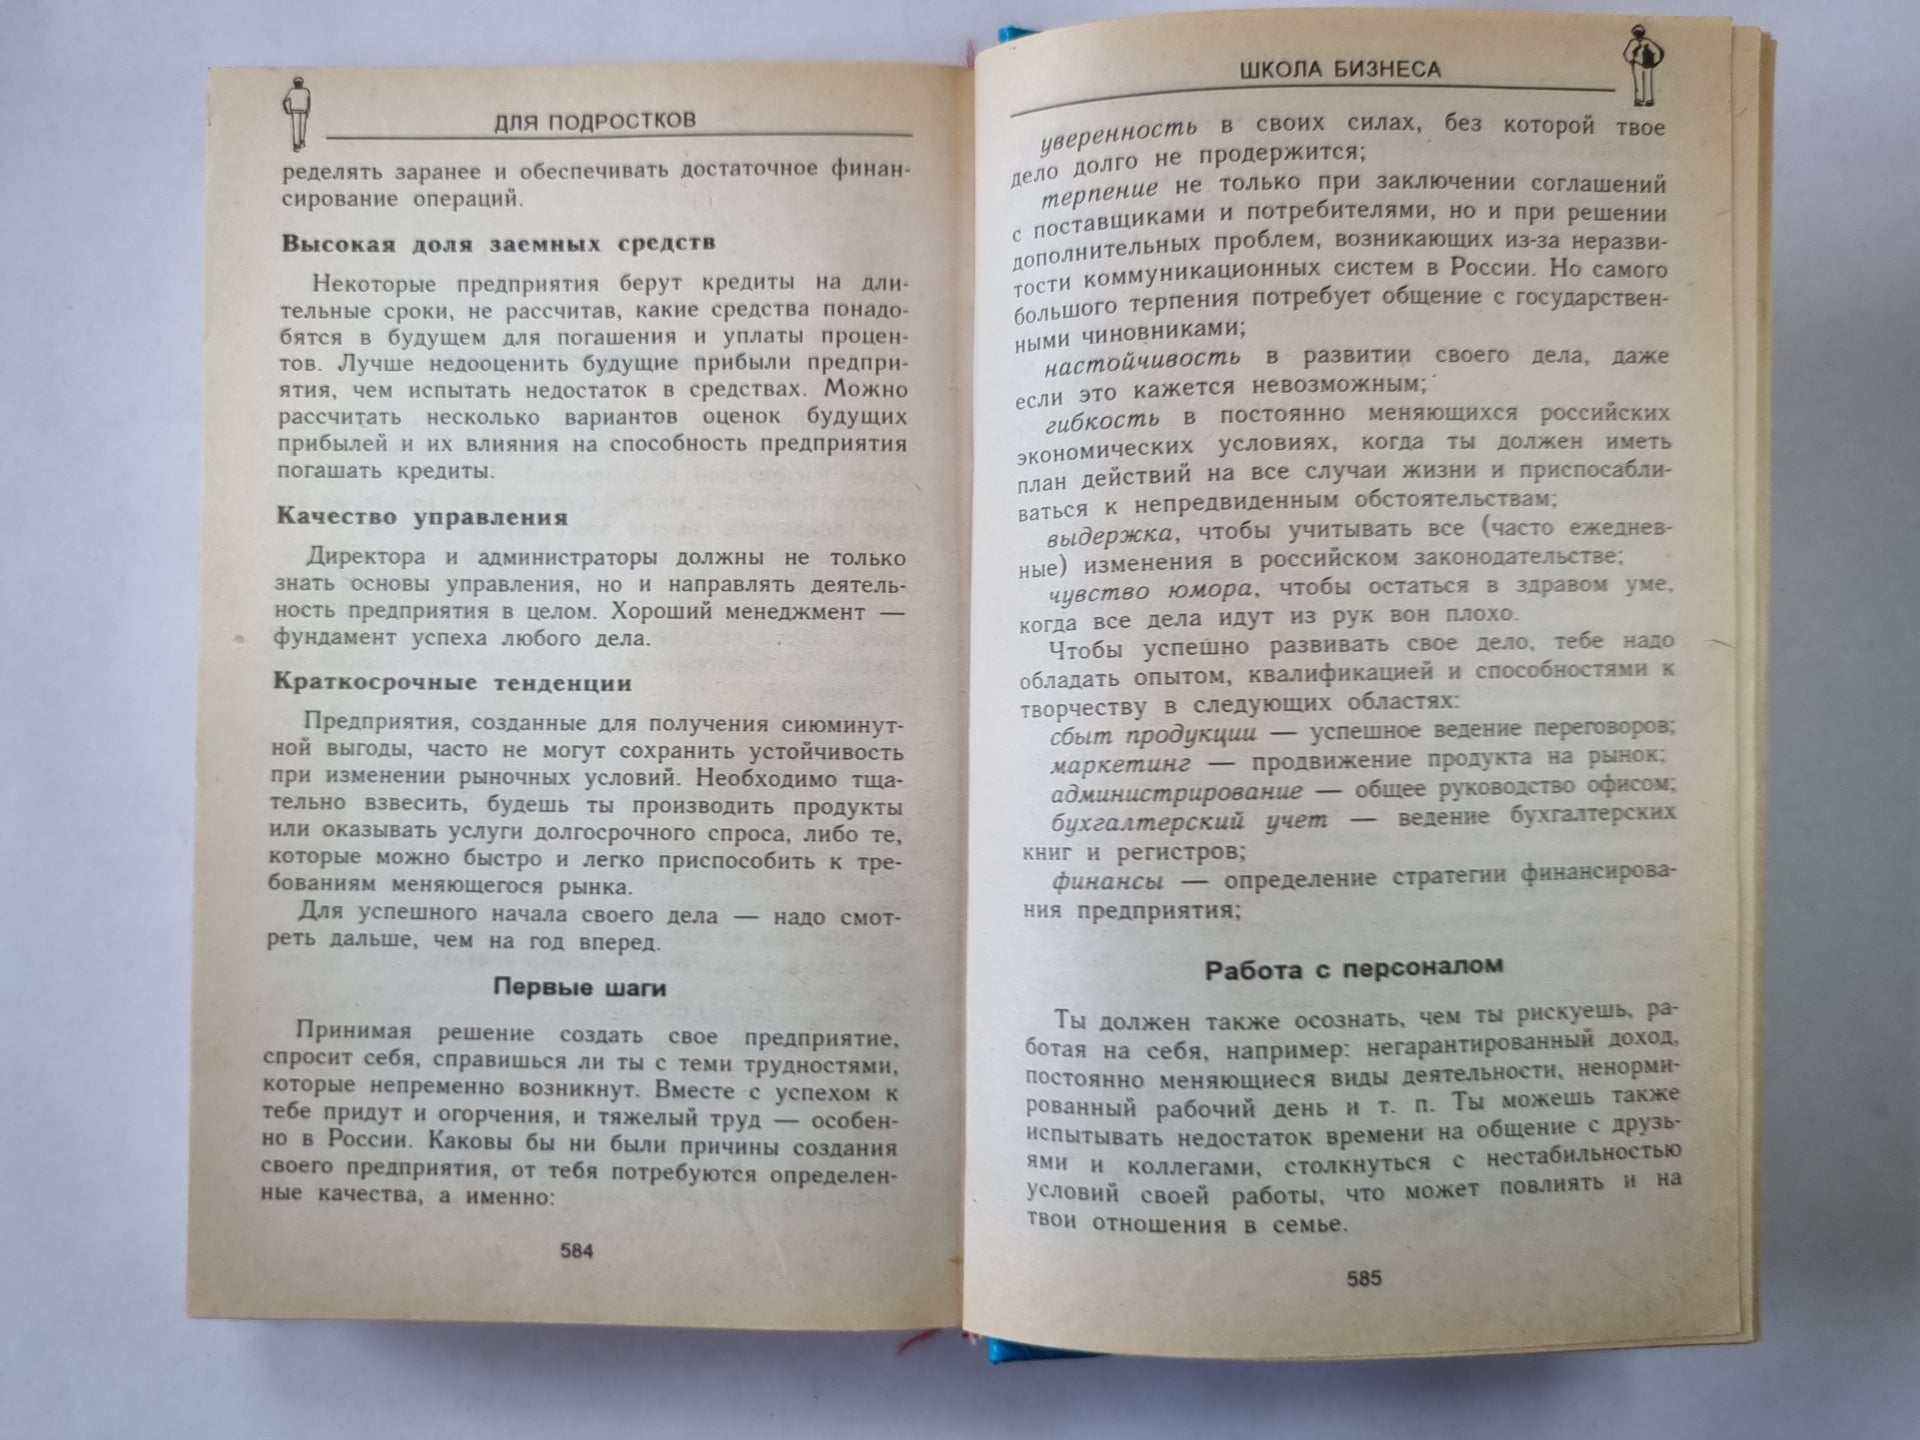 ДЛЯ ПОДРОСТКОВ
ределять заранее и обеспечивать достаточное финан-
сирование операций.
Высокая доля заемных средств
Некоторые предприятия берут кредиты на дли-
тельные сроки, не рассчитав, какие средства понадо-
бятся в будущем для погашения и уплаты процен-
тов. Лучше недооценить будущие прибыли предпри-
ятия, чем испытать недостаток в средствах. Можно
рассчитать несколько вариантов оценок будущих
прибылей и их влияния на способность предприятия
погашать кредиты.
Качество управления
Директора и администраторы должны не только
знать основы управления, но и направлять деятель-
ность предприятия в целом. Хороший менеджмент —
фундамент успеха любого дела.
Краткосрочные тенденции
Предприятия, созданные для получения сиюминут-
ной выгоды, часто не могут сохранить устойчивость
при изменении рыночных условий. Необходимо тща-
тельно взвесить, будешь ты производить продукты
или оказывать услуги долгосрочного спроса, либо те,
которые можно быстро и легко приспособить к тре-
бованиям меняющегося рынка.
Для успешного начала своего дела — надо смот-
реть дальше, чем на год вперед.
Первые шаги
Принимая решение создать свое предприятие,
спросит себя, справишься ли ты с теми трудностями,
которые непременно возникнут. Вместе с успехом к
тебе придут и огорчения, и тяжелый труд — особен-
но в России. Каковы бы ни были причины создания
своего предприятия, от тебя потребуются определен-
ные качества, а именно:
584
ШКОЛА БИЗНЕСА
уверенность в своих силах, без которой твое
дело долго не продержится;
терпение не только при заключении соглашений
с поставщиками и потребителями, но и при решении
дополнительных проблем, возникающих из-за неразви-
тости коммуникационных систем в России. Но самого
большого терпения потребует общение с государствен-
ными чиновниками;
настойчивость в развитии своего дела, даже
если это кажется невозможным;
гибкость в постоянно меняющихся российских
экономических условиях, когда ты должен иметь
план действий на все случаи жизни и приспосабли-
ваться к непредвиденным обстоятельствам;
выдержка, чтобы учитывать все (часто ежеднев-
ные) изменения в российском законодательстве;
чувство юмора, чтобы остаться в здравом уме,
когда все дела идут из рук вон плохо.
Чтобы успешно развивать свое дело, тебе надо
обладать опытом, квалификацией и способностями к
творчеству в следующих областях:
сбыт продукции — успешное ведение переговоров;
маркетинг — продвижение продукта на рынок;
администрирование — общее руководство офисом;
бухгалтерский учет — ведение бухгалтерских
книг и регистров;
финансы — определение стратегии финансирова-
ния предприятия;
Работа с персоналом
Ты должен также осознать, чем ты рискуешь, ра-
ботая на себя, например: негарантированный доход,
постоянно меняющиеся виды деятельности, ненорми-
рованный рабочий день и т. п. Ты можешь также
испытывать недостаток времени на общение с друзь-
ями и коллегами, столкнуться с нестабильностью
условий своей работы, что может повлиять и на
твои отношения в семье.
585